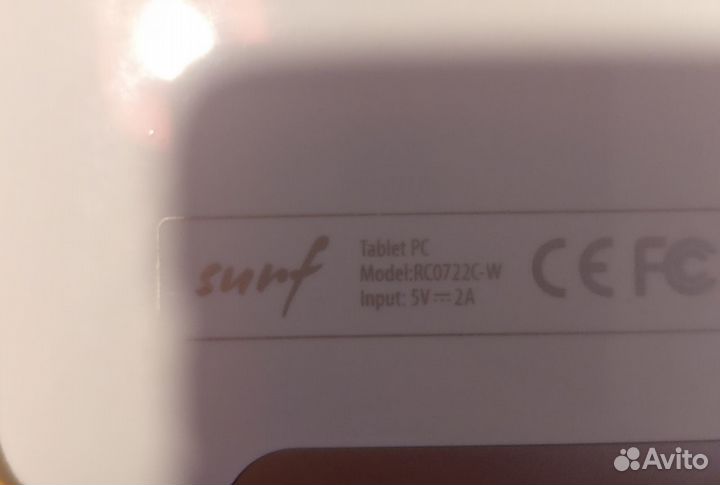 surf
Tablet PC
Model:RC0722C-W
Input: 5V⎓2A
CE FC
Avito